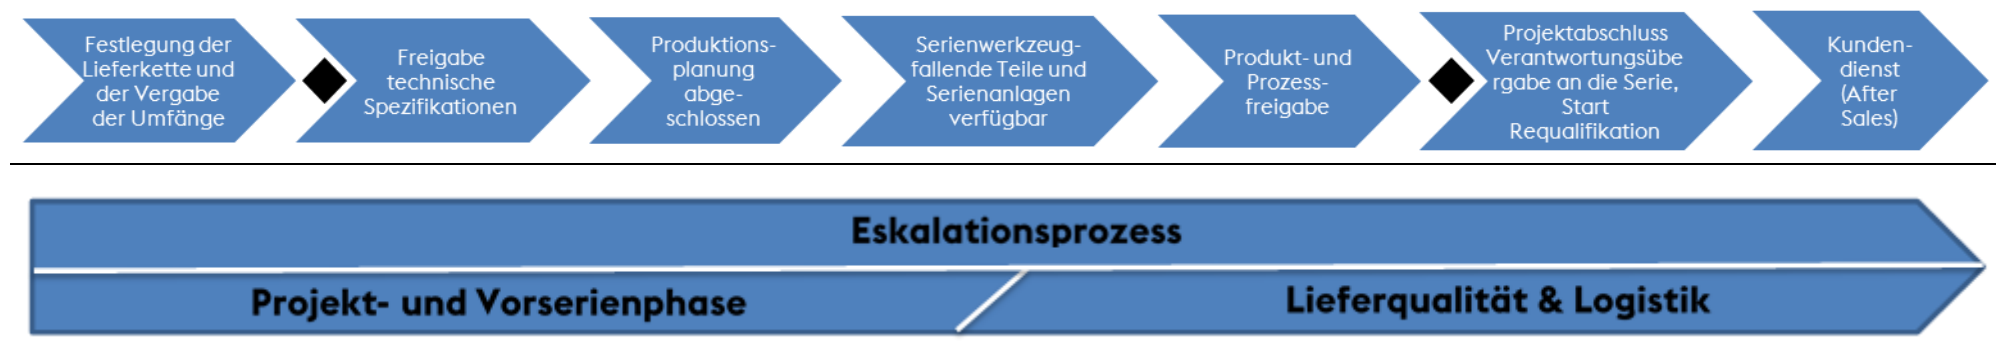 Festlegung der
Lieferkette und
der Vergabe
der Umfänge
Freigabe
technische
Spezifikationen
Produktions-
planung
abge-
schlossen
Serienwerkzeug-
fallende Teile und
Serienanlagen
verfügbar
Produkt- und
Prozess-
freigabe
Projektabschluss
Verantwortungsübe
rgabe an die Serie,
Start
Requalifikation
Kunden-
dienst
(After
Sales)
Eskalationsprozess
Projekt- und Vorserienphase
Lieferqualität & Logistik